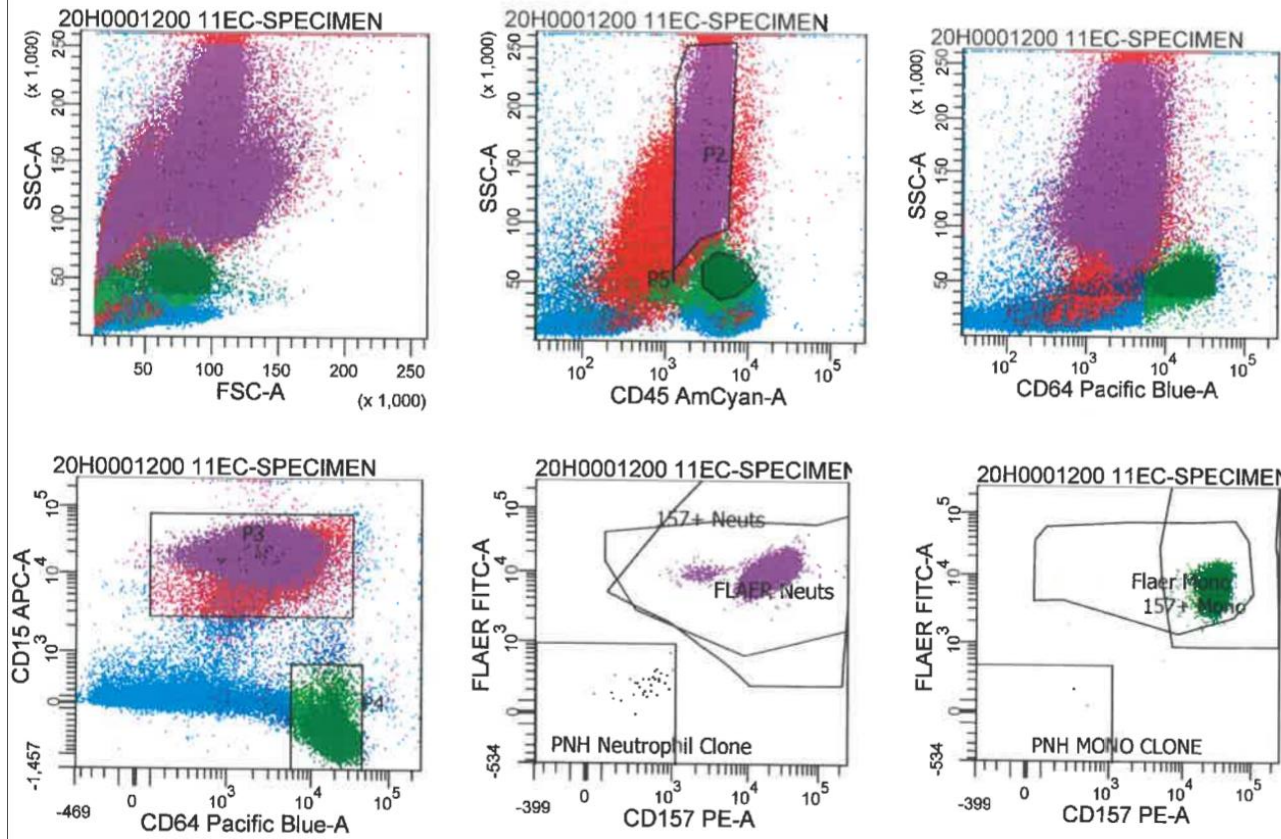 20H0001200 11EC-SPECIMEN
(x 1,000)
SSC-A
50 100 150 200 250
50 100 150 200 250
FSC-A
(x 1,000)
20H0001200 11EC-SPECIMEN
(x 1,000)
SSC-A
50 100 150 200 250
P2
P5
10^2 10^3 10^4 10^5
CD45 AmCyan-A
20H0001200 11EC-SPECIMEN
(x 1,000)
SSC-A
50 100 150 200 250
10^2 10^3 10^4 10^5
CD64 Pacific Blue-A
20H0001200 11EC-SPECIMEN
CD15 APC-A
-1,457 0 10^3 10^4 10^5
P3
P4
-469 0 10^3 10^4 10^5
CD64 Pacific Blue-A
20H0001200 11EC-SPECIMEN
FLAER FITC-A
-534 0 10^3 10^4 10^5
157+ Neuts
FLAER Neuts
PNH Neutrophil Clone
-399 0 10^3 10^4 10^5
CD157 PE-A
20H0001200 11EC-SPECIMEN
FLAER FITC-A
-534 0 10^3 10^4 10^5
Flaer Mono
157+ Mono
PNH MONO CLONE
-399 0 10^3 10^4 10^5
CD157 PE-A